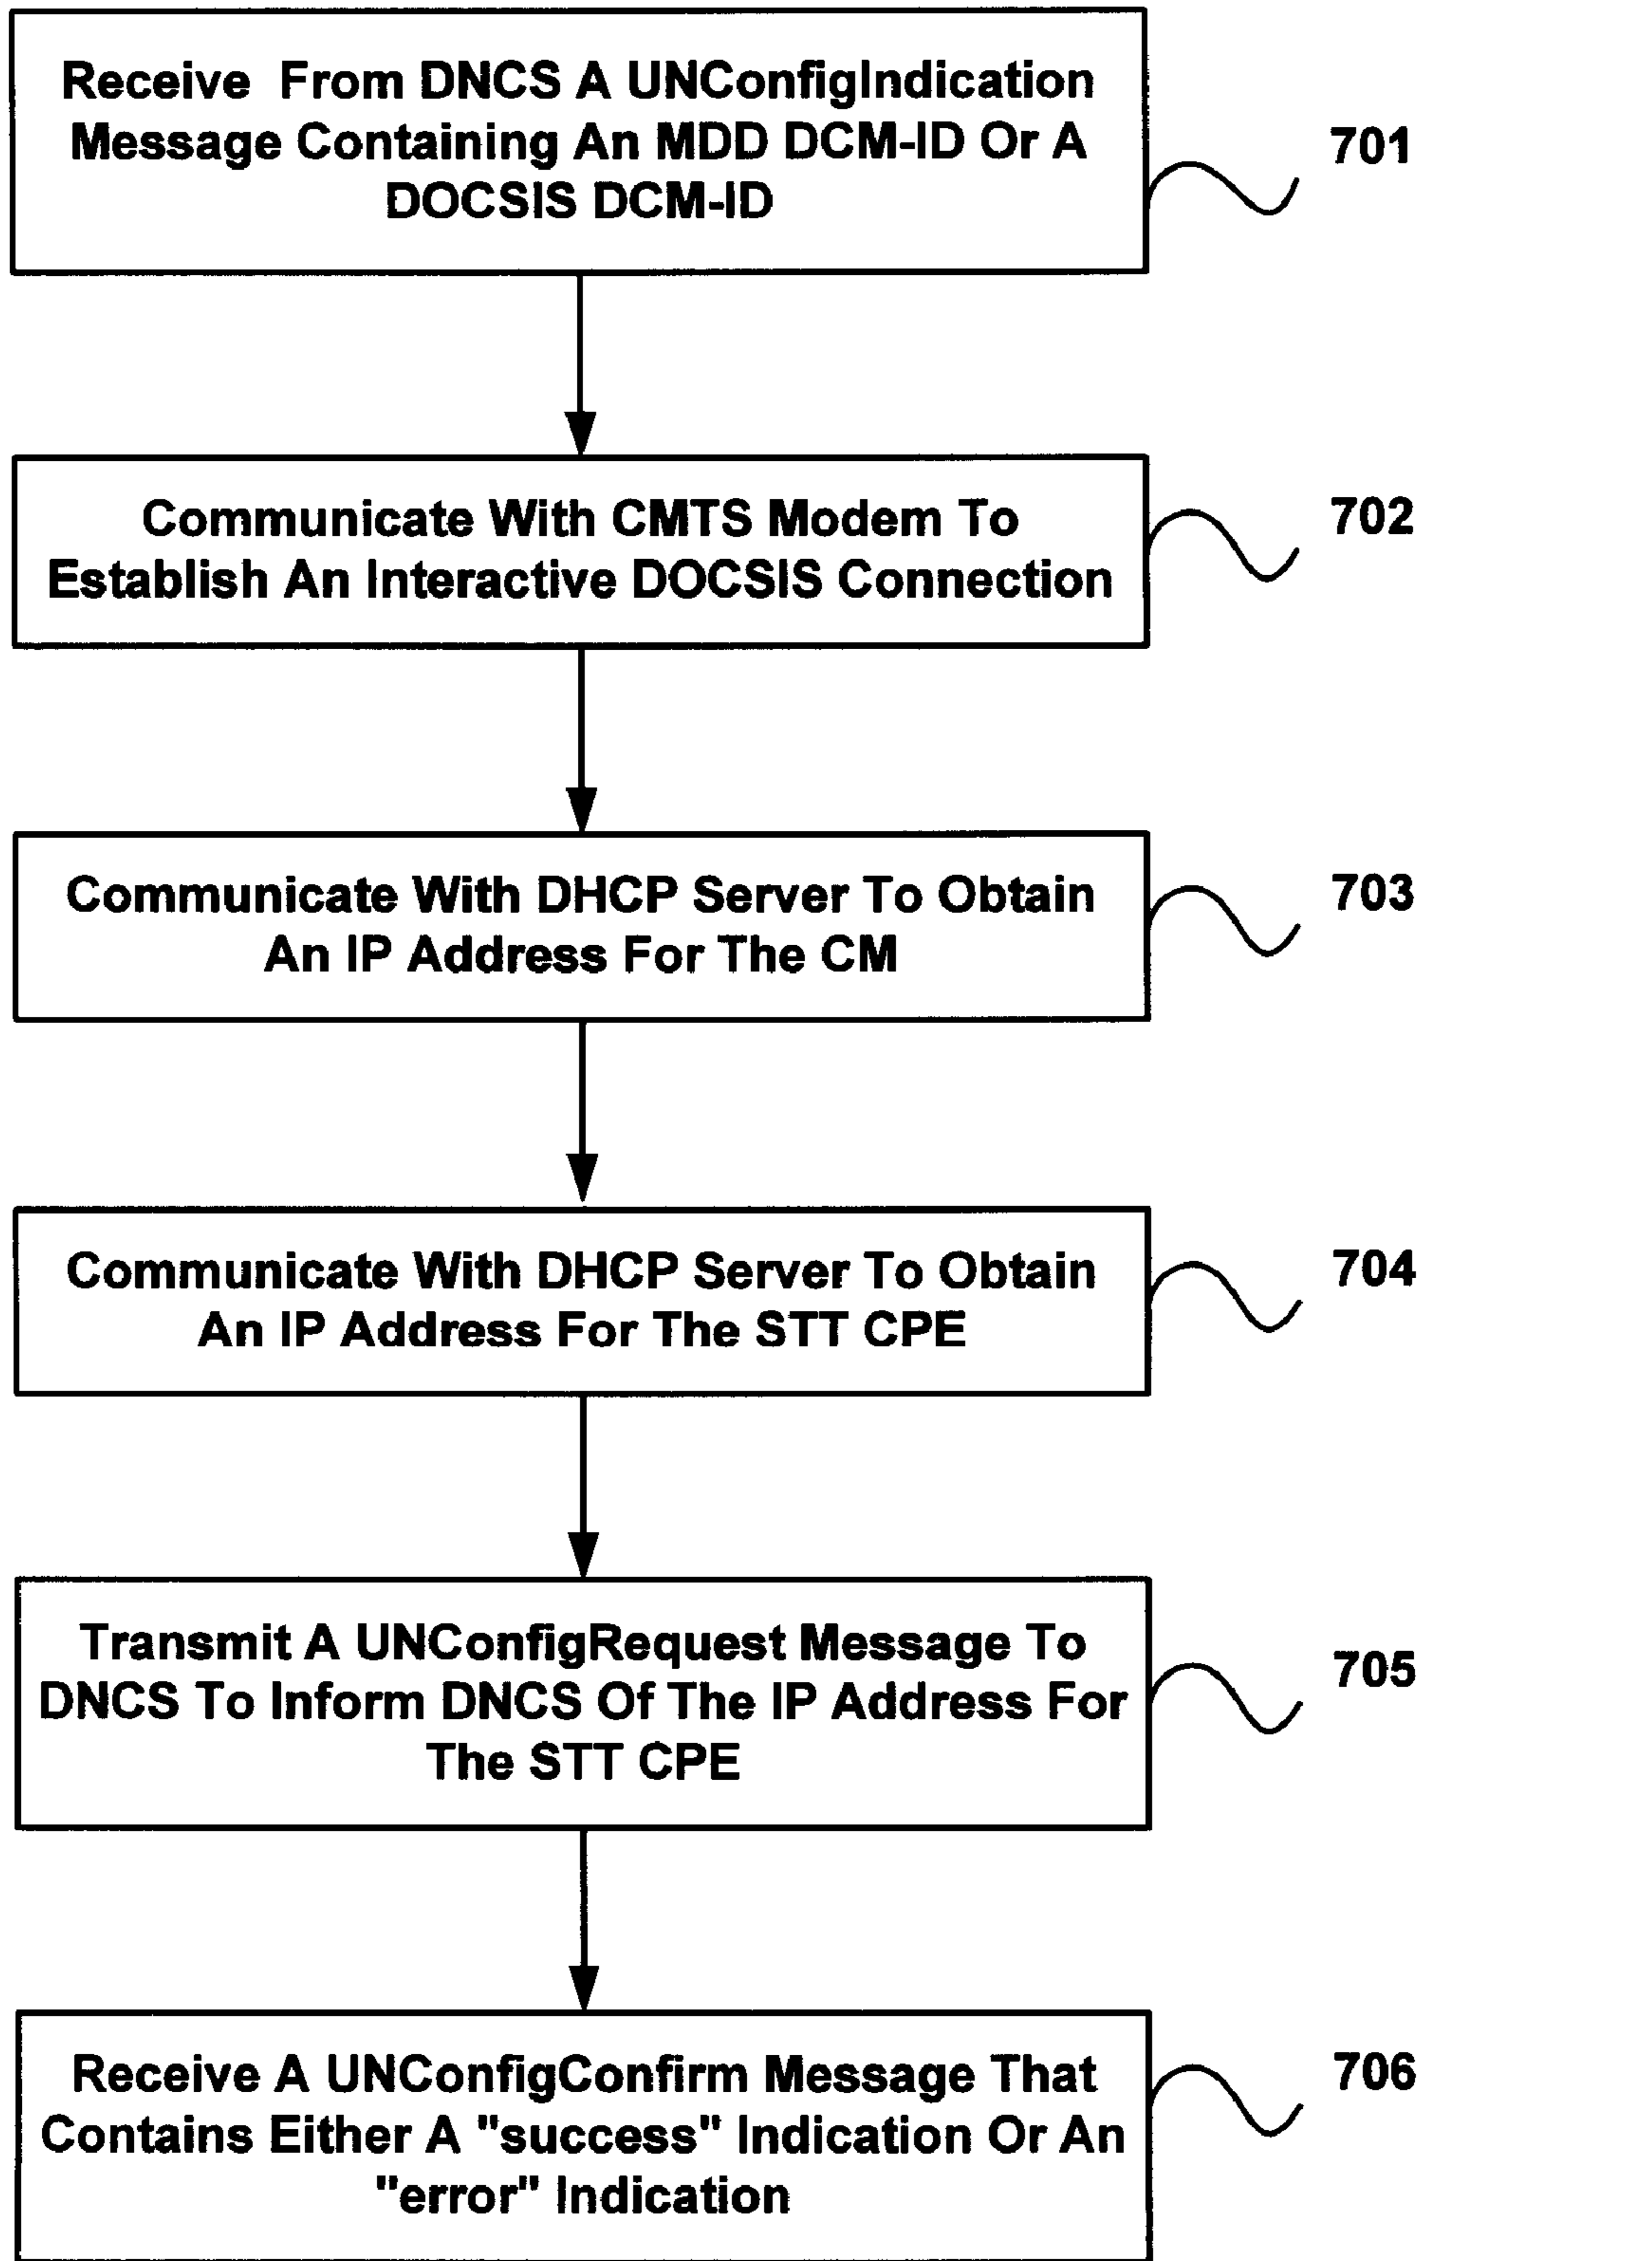 Receive From DNCS A UNConfigIndication
Message Containing An MDD DCM-ID Or A
DOCSIS DCM-ID
701
Communicate With CMTS Modem To
Establish An Interactive DOCSIS Connection
702
Communicate With DHCP Server To Obtain
An IP Address For The CM
703
Communicate With DHCP Server To Obtain
An IP Address For The STT CPE
704
Transmit A UNConfigRequest Message To
DNCS To Inform DNCS Of The IP Address For
The STT CPE
705
Receive A UNConfigConfirm Message That
Contains Either A "success" Indication Or An
"error" Indication
706